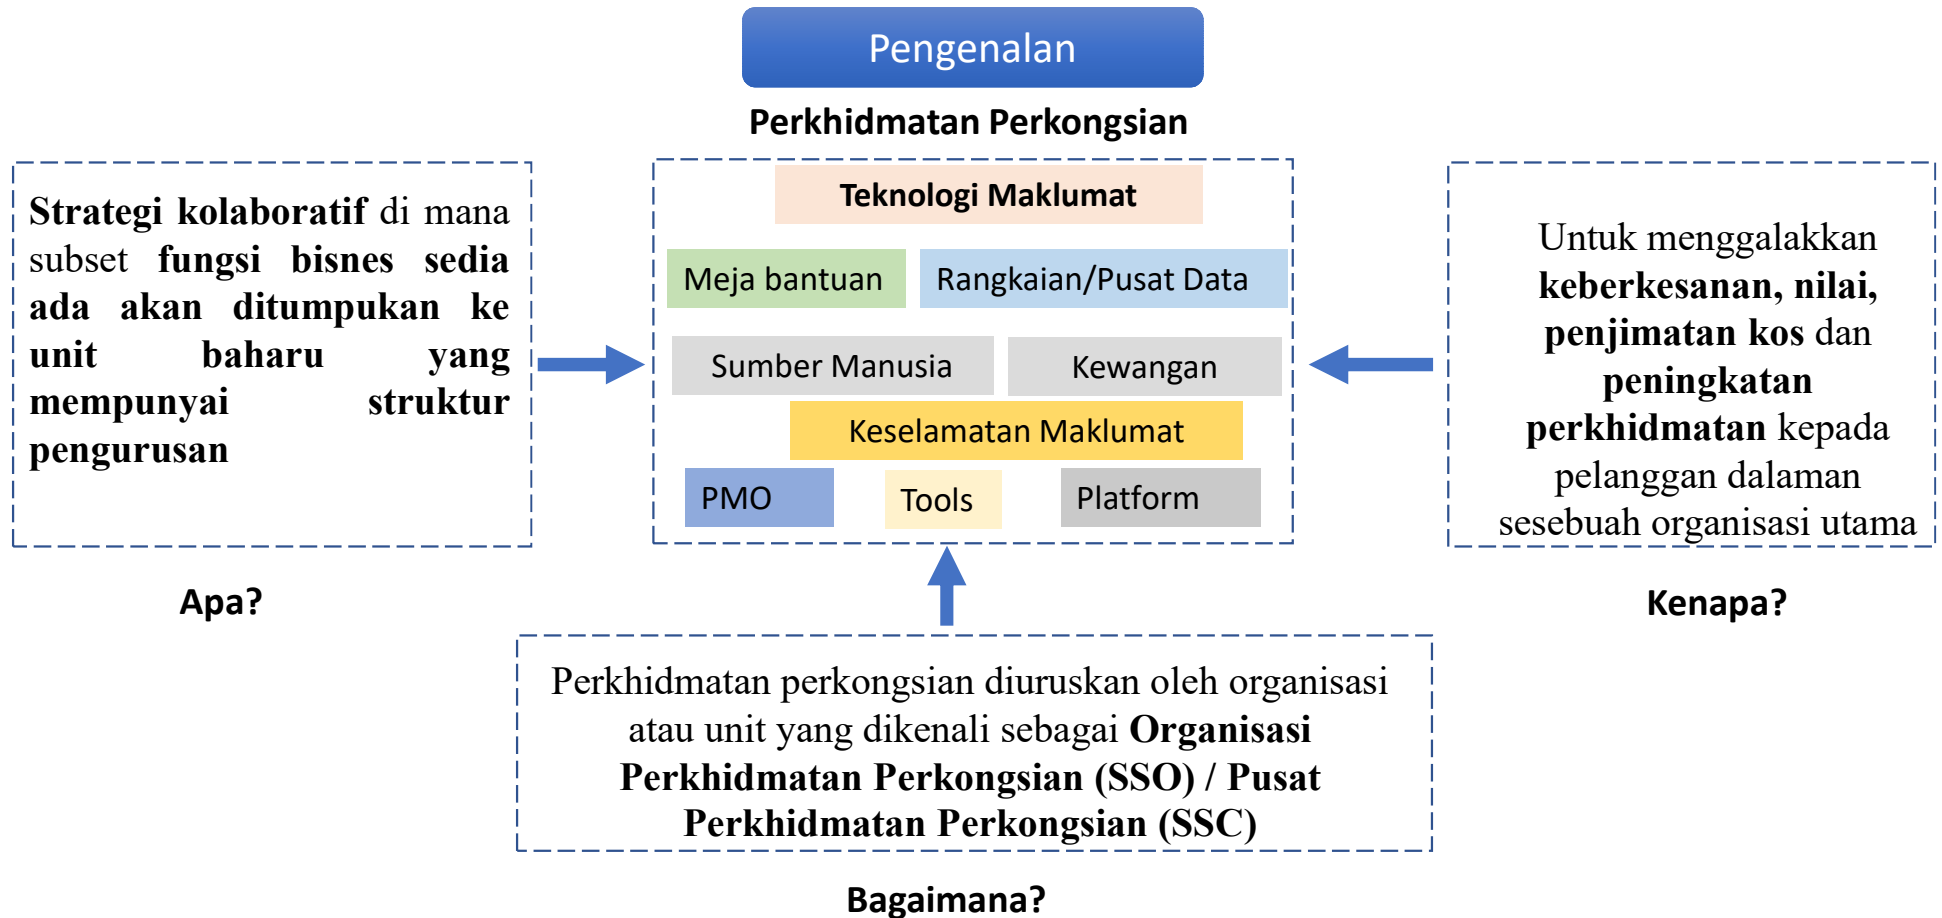 Pengenalan
Perkhidmatan Perkongsian
Strategi kolaboratif di mana
subset fungsi bisnes sedia
ada akan ditumpukan ke
unit baharu yang
mempunyai struktur
pengurusan
Apa?
Teknologi Maklumat
Meja bantuan
Rangkaian/Pusat Data
Sumber Manusia
Kewangan
Keselamatan Maklumat
PMO
Tools
Platform
Untuk menggalakkan
keberkesanan, nilai,
penjimatan kos dan
peningkatan
perkhidmatan kepada
pelanggan dalaman
sesebuah organisasi utama
Kenapa?
Perkhidmatan perkongsian diuruskan oleh organisasi
atau unit yang dikenali sebagai Organisasi
Perkhidmatan Perkongsian (SSO) / Pusat
Perkhidmatan Perkongsian (SSC)
Bagaimana?